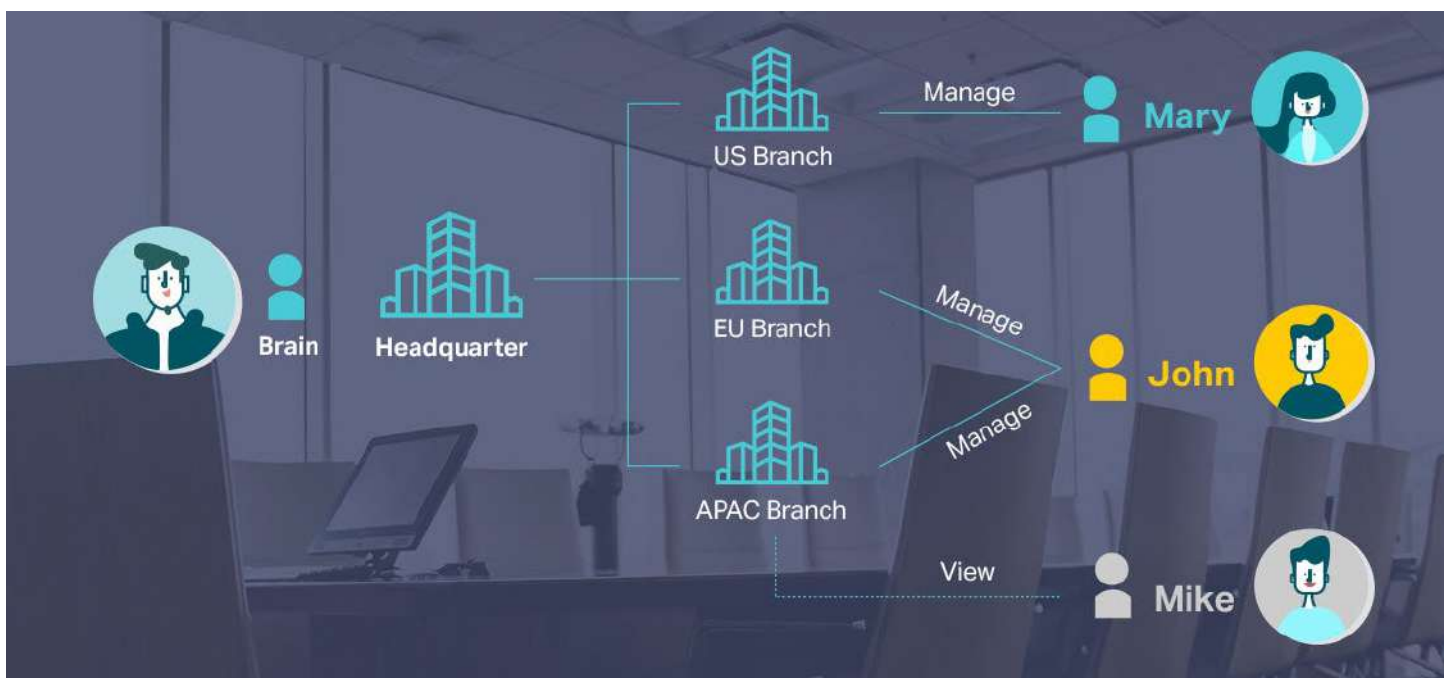 US Branch
Manage
Mary
Brain
Headquarter
EU Branch
Manage
John
Manage
APAC Branch
View
Mike